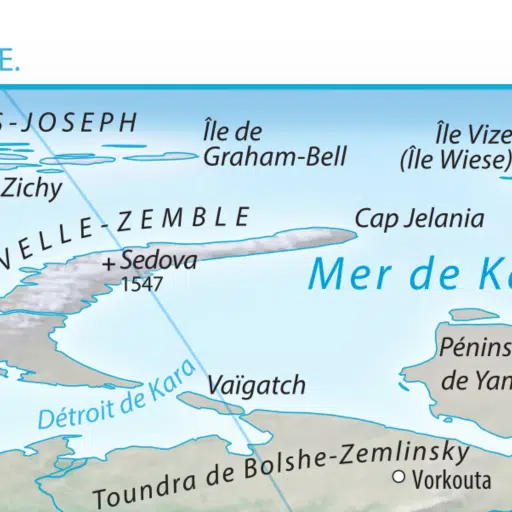 E.
S-JOSEPH
Île de
Graham-Bell
Île Vize
(Île Wiese)
Zichy
VELLE-ZEMBLE
Cap Jelania
Sedova
1547
Mer de K
Pénins
de Yam
Vaïgatch
Détroit de Kara
Toundra de Bolshe-Zemlinsky
Vorkouta